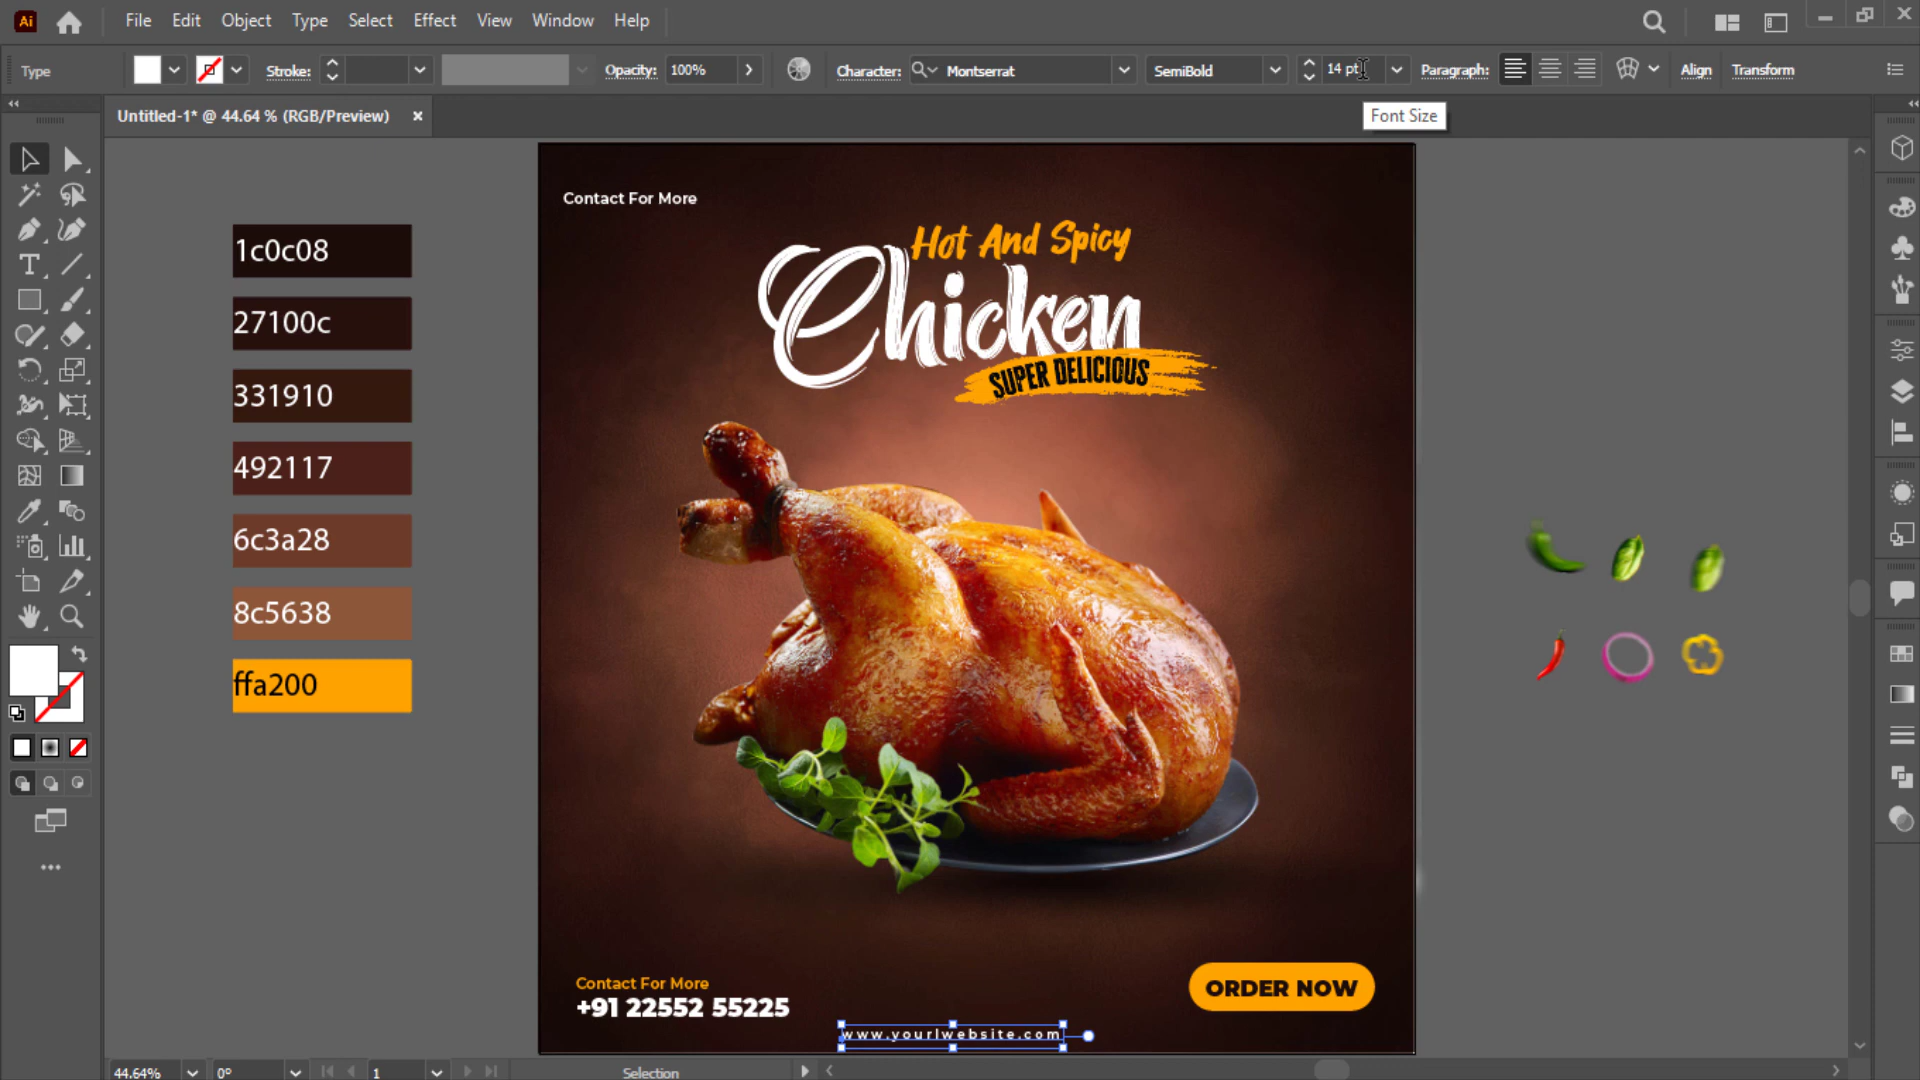 Ai
File Edit Object Type Select Effect View Window Help
Type
Stroke:
Opacity: 100%
Character: Montserrat
SemiBold
14 pt
Paragraph:
Align
Transform
Untitled-1* @ 44.64 % (RGB/Preview) ×
Font Size
Contact For More
Hot And Spicy
Chicken
SUPER DELICIOUS
1c0c08
27100c
331910
492117
6c3a28
8c5638
ffa200
Contact For More
+91 22552 55225
ORDER NOW
www.yourlwebsite.com
44.64%
0°
1
Selection